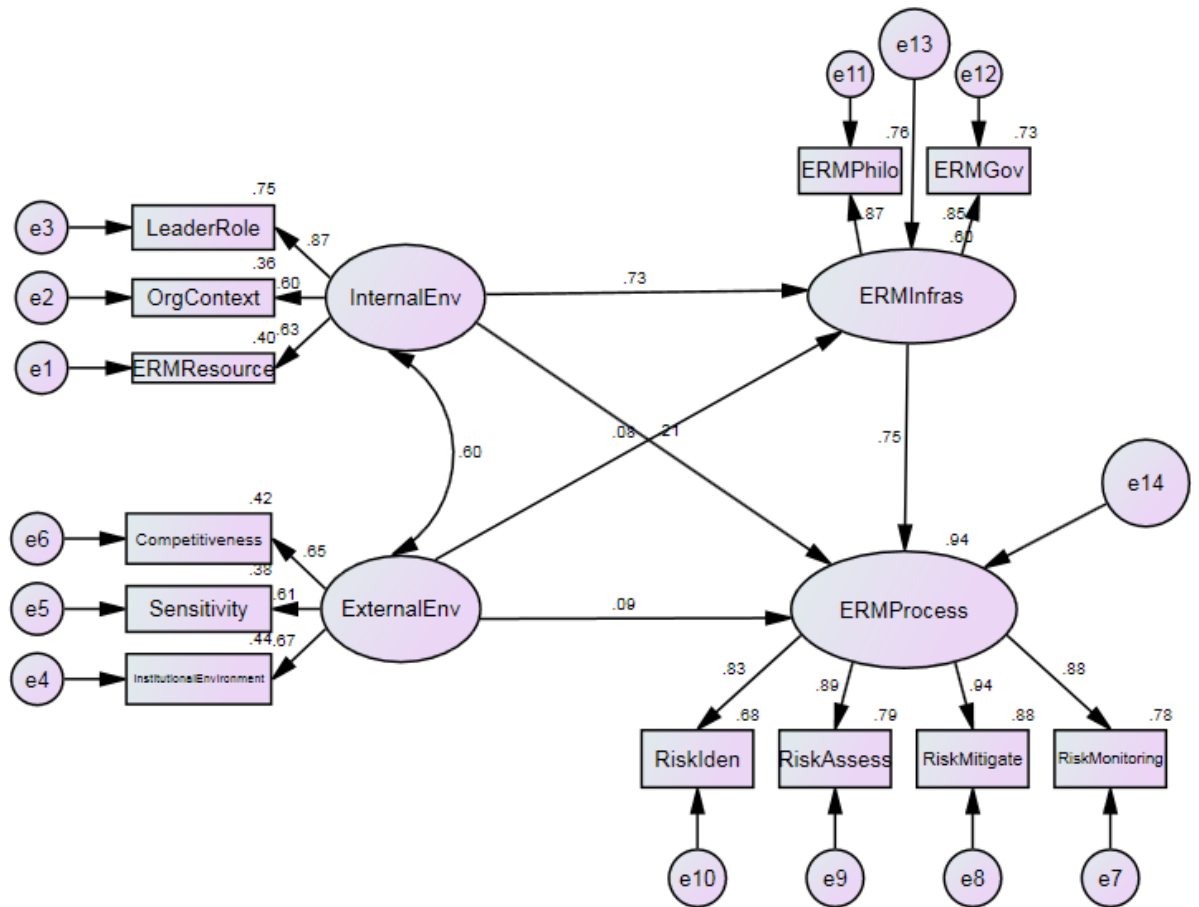 e13
e11
e12
.76
.73
ERMPhilo
ERMGov
.87
.85
.60
.75
e3
LeaderRole
.87
.36
e2
OrgContext
.60
InternalEnv
.73
ERMInfras
.40
.63
e1
ERMResource
.60
.08
.21
.75
e14
.42
e6
Competitiveness
.65
.94
.38
e5
Sensitivity
.61
ExternalEnv
.09
ERMProcess
.44
.67
e4
InstitutionalEnvironment
.83
.89
.94
.88
.68
.79
.88
.78
RiskIden
RiskAssess
RiskMitigate
RiskMonitoring
e10
e9
e8
e7